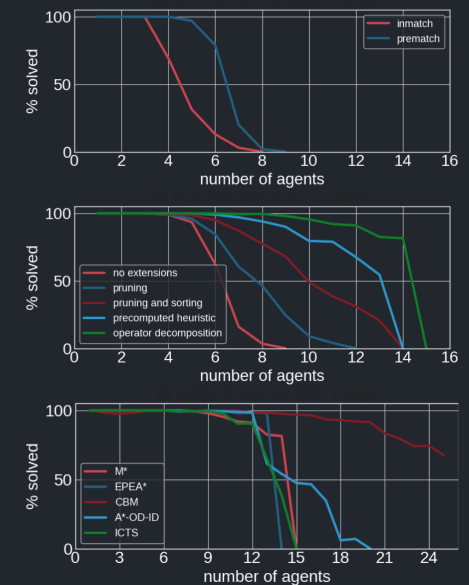 100
50
0
% solved
inmatch
prematch
0 2 4 6 8 10 12 14 16
number of agents
100
50
0
% solved
no extensions
pruning
pruning and sorting
precomputed heuristic
operator decomposition
0 2 4 6 8 10 12 14 16
number of agents
100
50
0
% solved
M*
EPEA*
CBM
A*-OD-ID
ICTS
0 3 6 9 12 15 18 21 24
number of agents